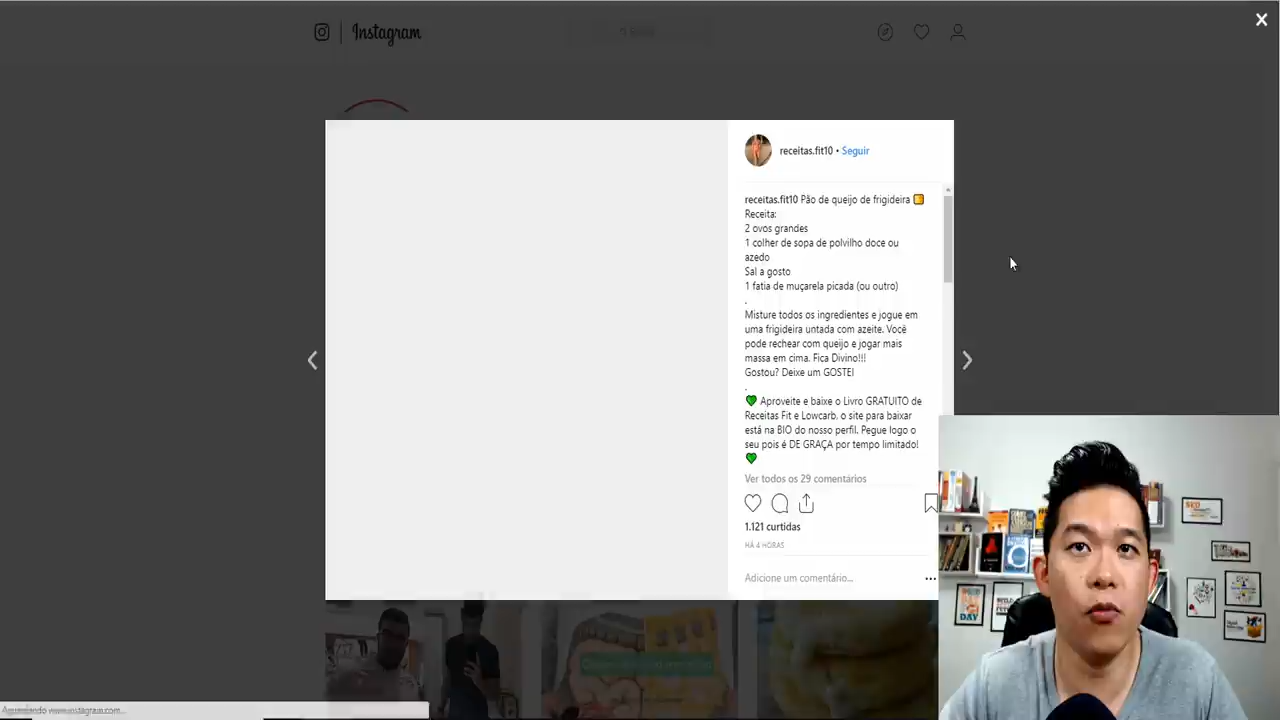 Instagram
receitas.fit10 • Seguir
receitas.fit10 Pão de queijo de frigideira
Receita:
2 ovos grandes
1 colher de sopa de polvilho doce ou
azedo
Sal a gosto
1 fatia de muçarela picada (ou outro)
.
Misture todos os ingredientes e jogue em
uma frigideira untada com azeite. Você
pode rechear com queijo e jogar mais
massa em cima. Fica Divino!!!
Gostou? Deixe um GOSTEI
.
Aproveite e baixe o Livro GRATUITO de
Receitas Fit e Lowcarb, o site para baixar
está na BIO do nosso perfil. Pegue logo o
seu pois é DE GRAÇA por tempo limitado!
Ver todos os 29 comentários
1.121 curtidas
HÁ 4 HORAS
Adicione um comentário...
DAY
Aguardando www.instagram.com...